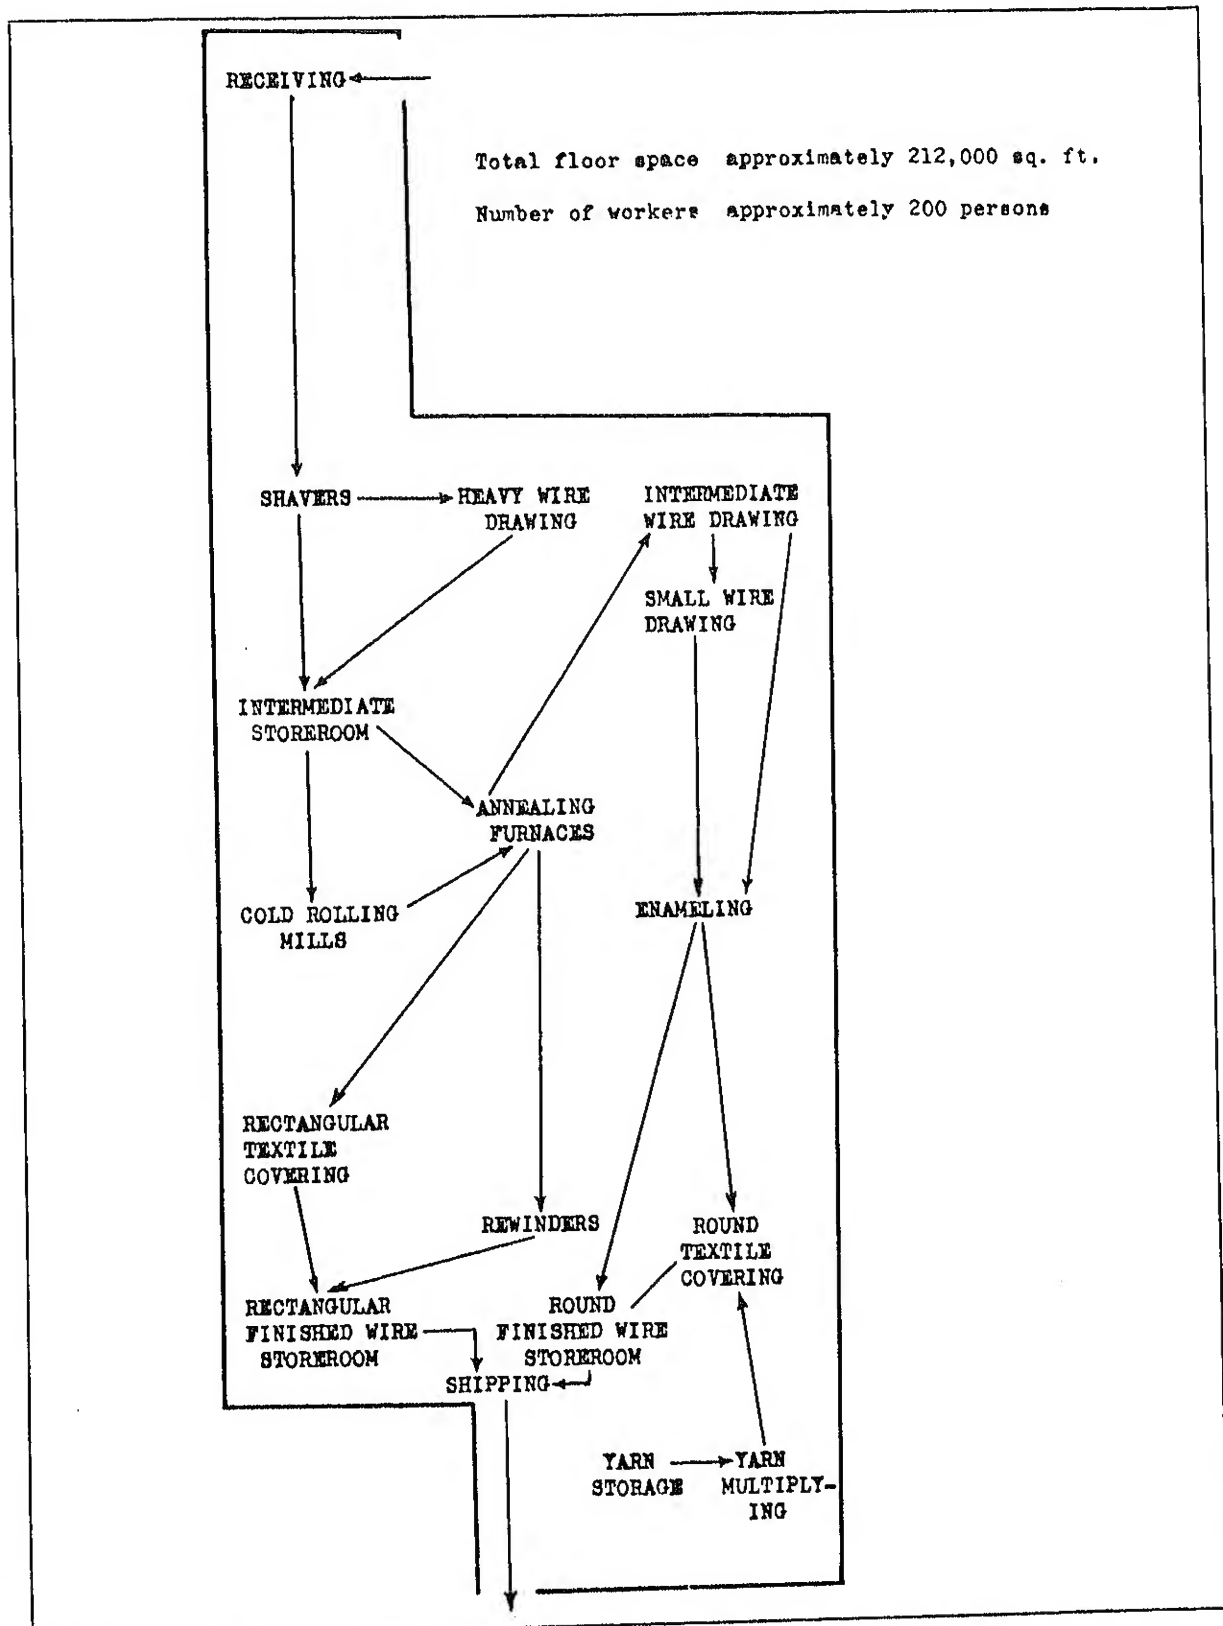 RECEIVING
Total floor space approximately 212,000 sq. ft.
Number of workers approximately 200 persons
SHAVERS
HEAVY WIRE
DRAWING
INTERMEDIATE
WIRE DRAWING
SMALL WIRE
DRAWING
INTERMEDIATE
STOREROOM
ANNEALING
FURNACES
COLD ROLLING
MILLS
ENAMELING
RECTANGULAR
TEXTILE
COVERING
REWINDERS
ROUND
TEXTILE
COVERING
RECTANGULAR
FINISHED WIRE
STOREROOM
ROUND
FINISHED WIRE
STOREROOM
SHIPPING
YARN
STORAGE
YARN
MULTIPLY-
ING